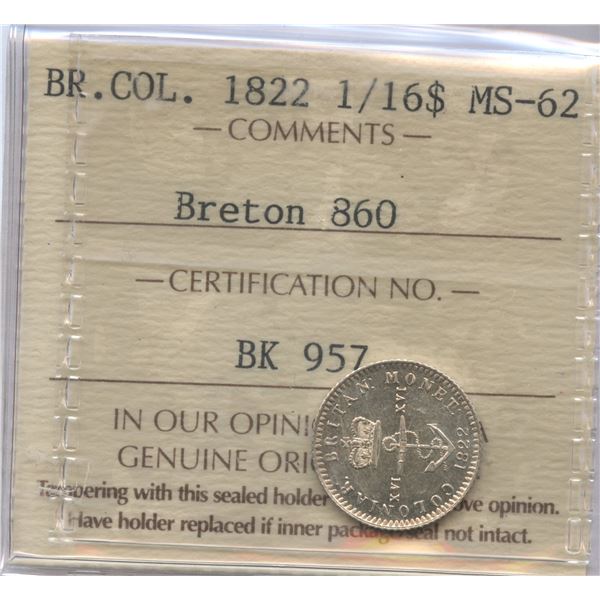 BR.COL. 1822 1/16$ MS-62
— COMMENTS —
Breton 860
— CERTIFICATION NO. —
BK 957
IN OUR OPINI
GENUINE ORI
Tampering with this sealed holder ve opinion.
Have holder replaced if inner package seal not intact.
COLONIAR BRITAN MONET 1822
XVI XVI